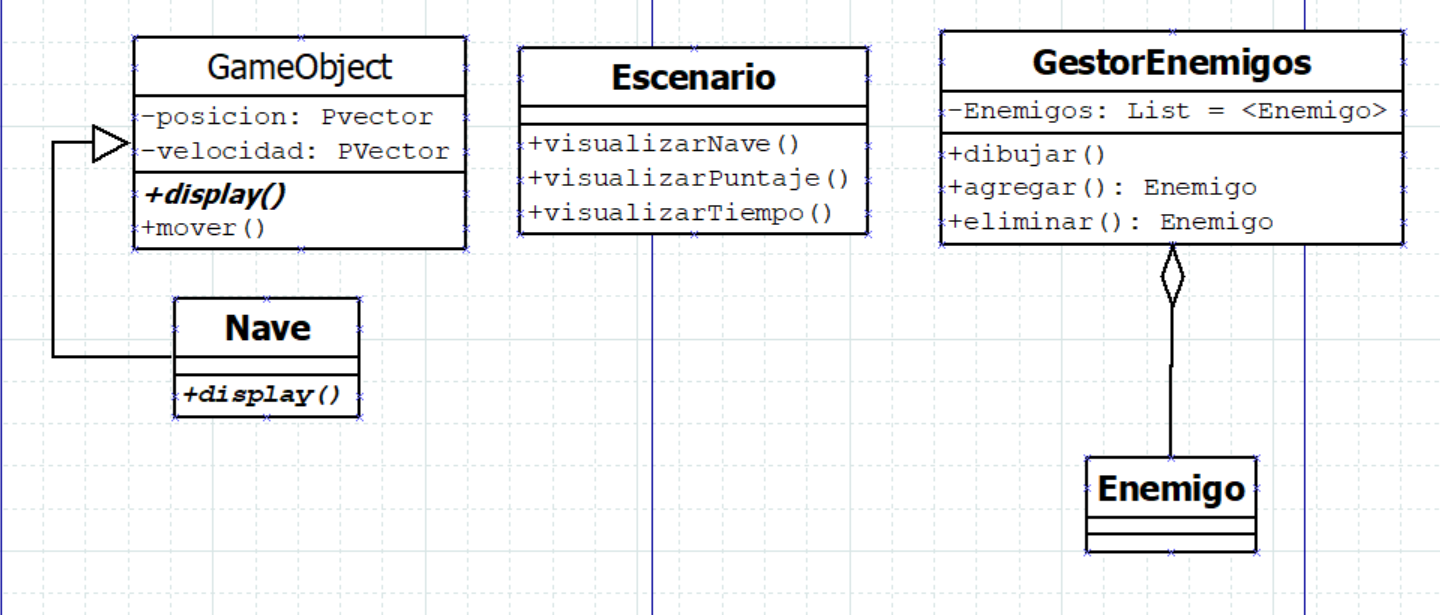 GameObject
-posicion: Pvector
-velocidad: PVector
+display()
+mover()
Nave
+display()
Escenario
+visualizarNave()
+visualizarPuntaje()
+visualizarTiempo()
GestorEnemigos
-Enemigos: List = <Enemigo>
+dibujar()
+agregar(): Enemigo
+eliminar(): Enemigo
Enemigo